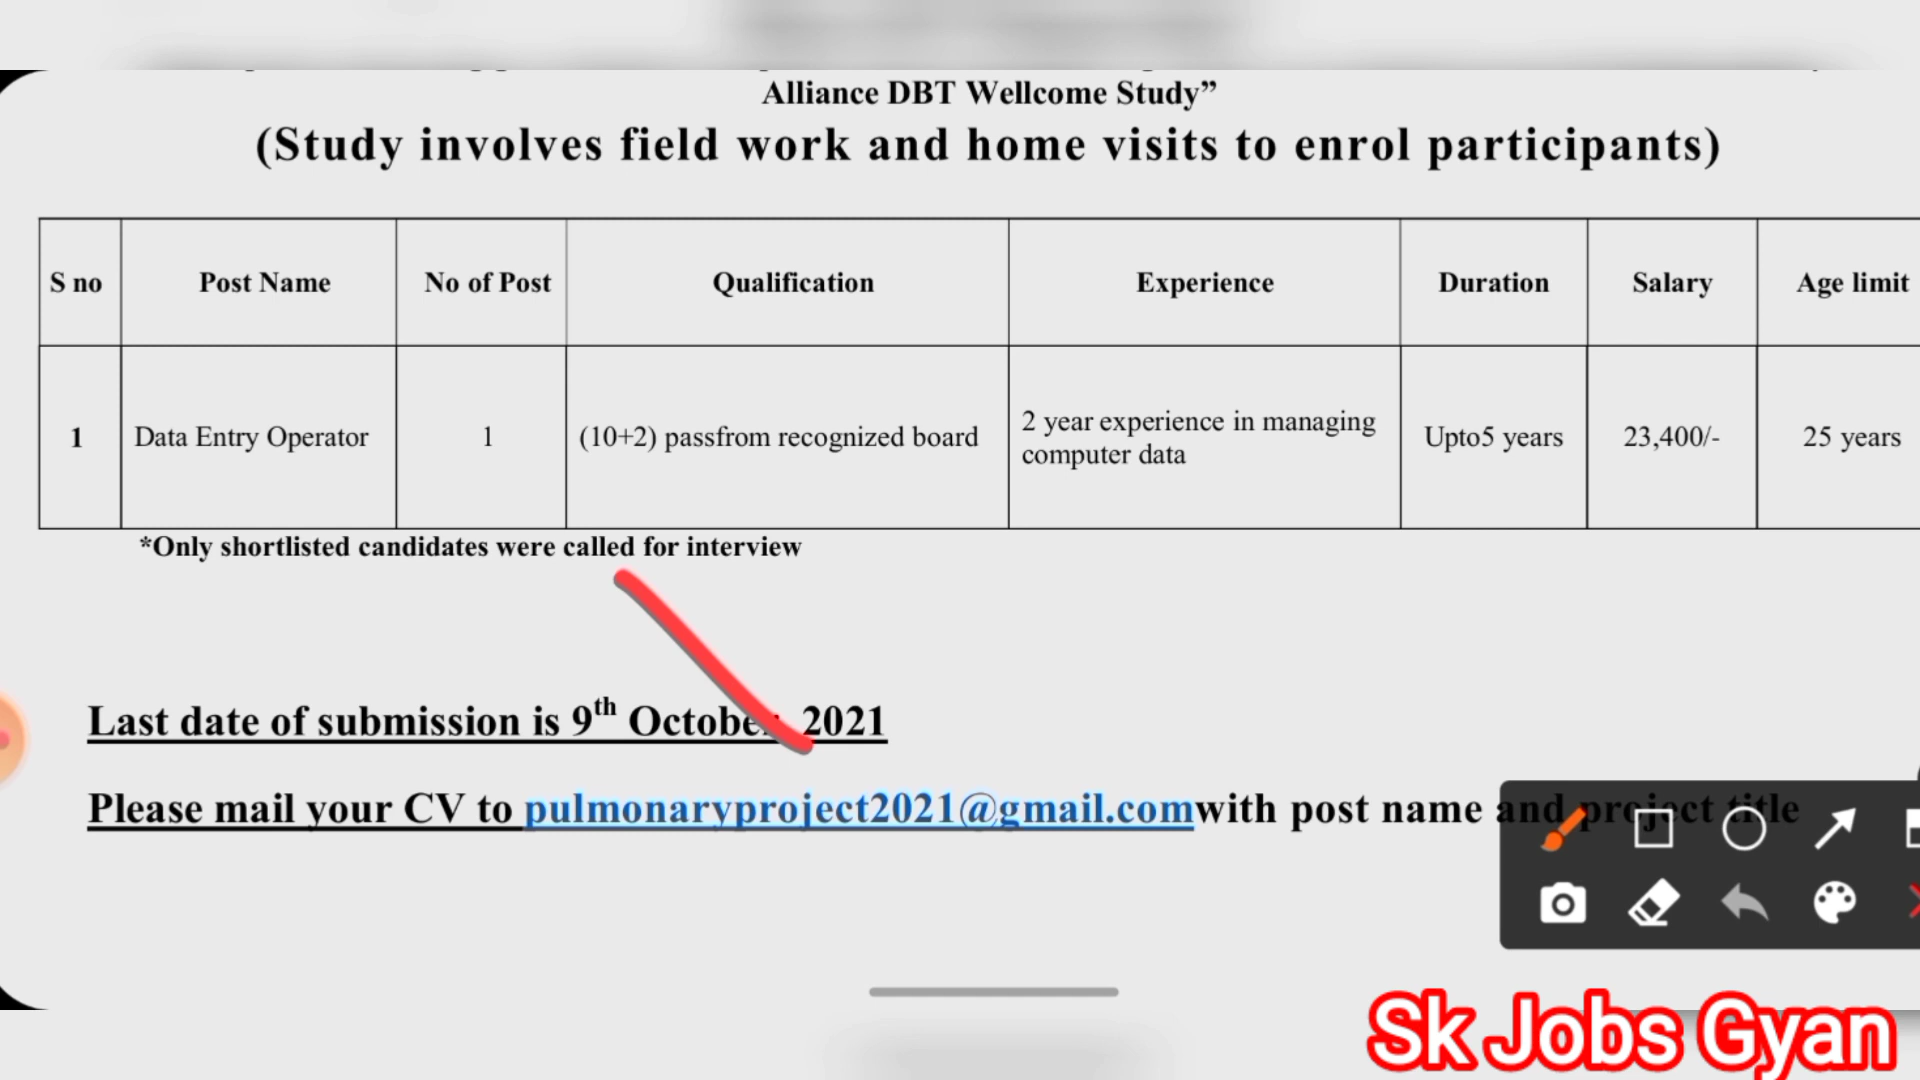 Alliance DBT Wellcome Study”
(Study involves field work and home visits to enrol participants)
S no Post Name No of Post Qualification Experience Duration Salary Age limit
1 Data Entry Operator 1 (10+2) passfrom recognized board 2 year experience in managing computer data Upto5 years 23,400/- 25 years
*Only shortlisted candidates were called for interview
Last date of submission is 9th October, 2021
Please mail your CV to pulmonaryproject2021@gmail.comwith post name and project title
Sk Jobs Gyan